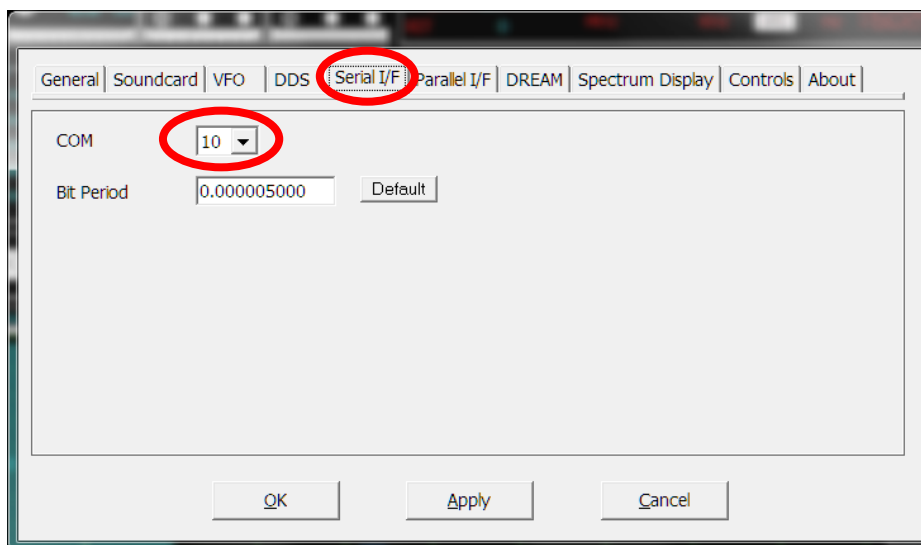 General Soundcard VFO DDS Serial I/F Parallel I/F DREAM Spectrum Display Controls About
COM 10
Bit Period 0.000005000 Default
OK Apply Cancel